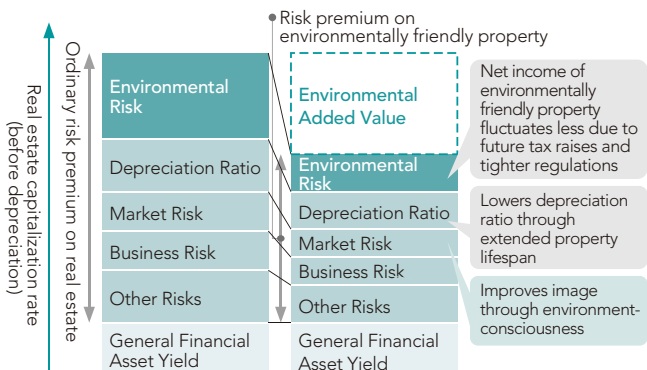 Risk premium on
environmentally friendly property
Real estate capitalization rate
(before depreciation)
Ordinary risk premium on real estate
Environmental
Risk
Depreciation Ratio
Market Risk
Business Risk
Other Risks
General Financial
Asset Yield
Environmental
Added Value
Environmental
Risk
Depreciation Ratio
Market Risk
Business Risk
Other Risks
General Financial
Asset Yield
Net income of
environmentally
friendly property
fluctuates less due to
future tax raises and
tighter regulations
Lowers depreciation
ratio through
extended property
lifespan
Improves image
through environment-
consciousness